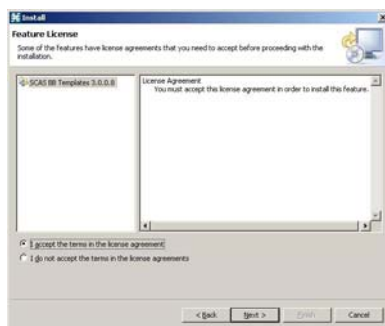 Install
Feature License
Some of the features have license agreements that you need to accept before proceeding with the
installation.
SCAS BB Templates 3.0.0.8
License Agreement
You must accept this license agreement in order to install this feature.
I accept the terms in the license agreement
I do not accept the terms in the license agreements
< Back
Next >
Finish
Cancel